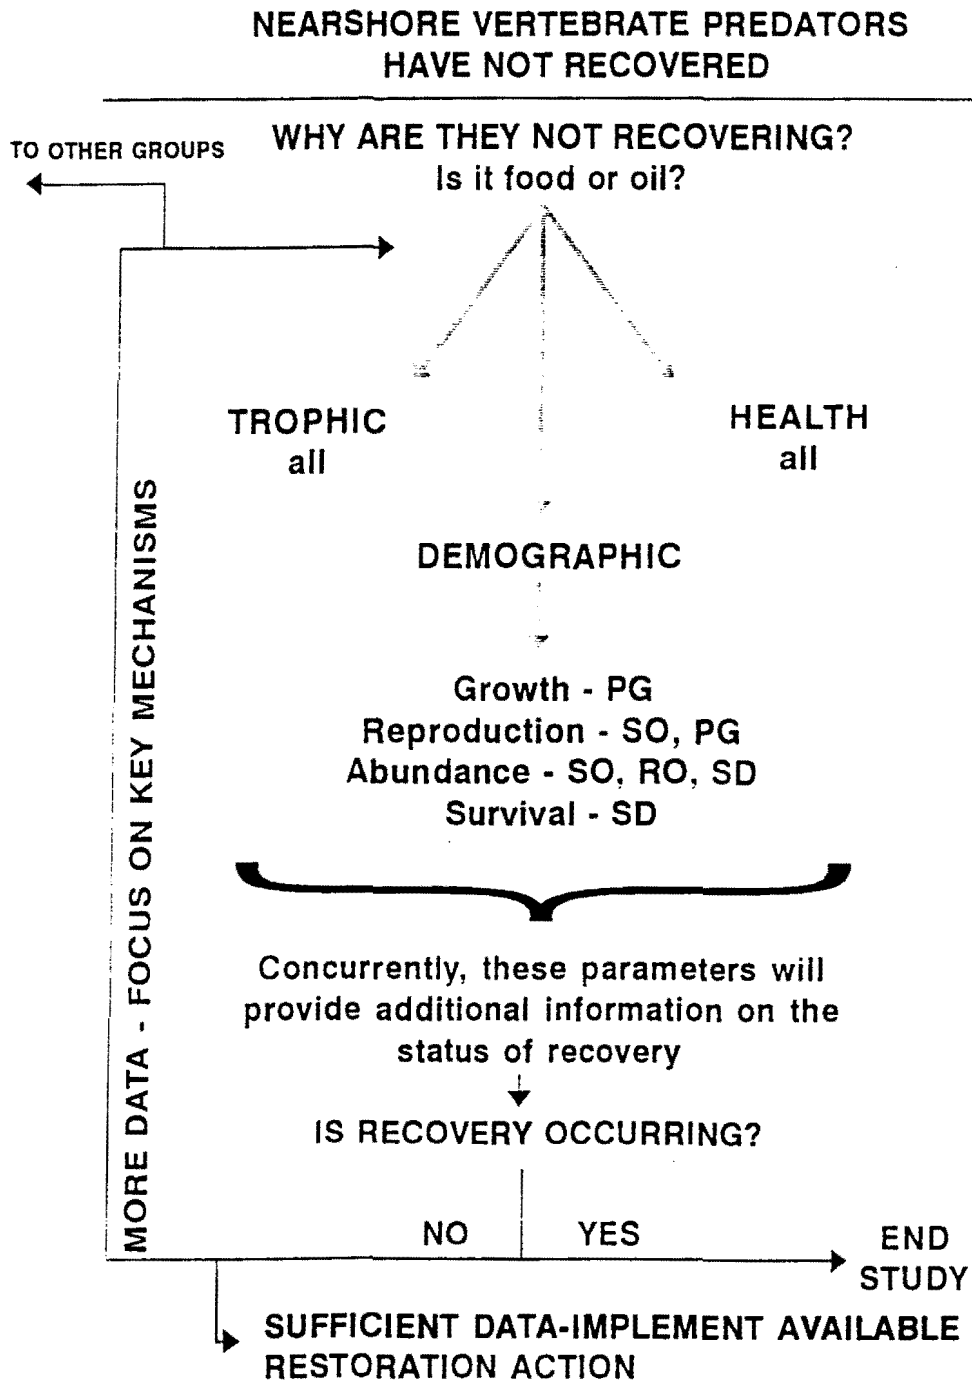 NEARSHORE VERTEBRATE PREDATORS
HAVE NOT RECOVERED
WHY ARE THEY NOT RECOVERING?
Is it food or oil?
TO OTHER GROUPS
TROPHIC
all
HEALTH
all
DEMOGRAPHIC
Growth - PG
Reproduction - SO, PG
Abundance - SO, RO, SD
Survival - SD
MORE DATA - FOCUS ON KEY MECHANISMS
Concurrently, these parameters will
provide additional information on the
status of recovery
IS RECOVERY OCCURRING?
NO
YES
END
STUDY
SUFFICIENT DATA-IMPLEMENT AVAILABLE
RESTORATION ACTION